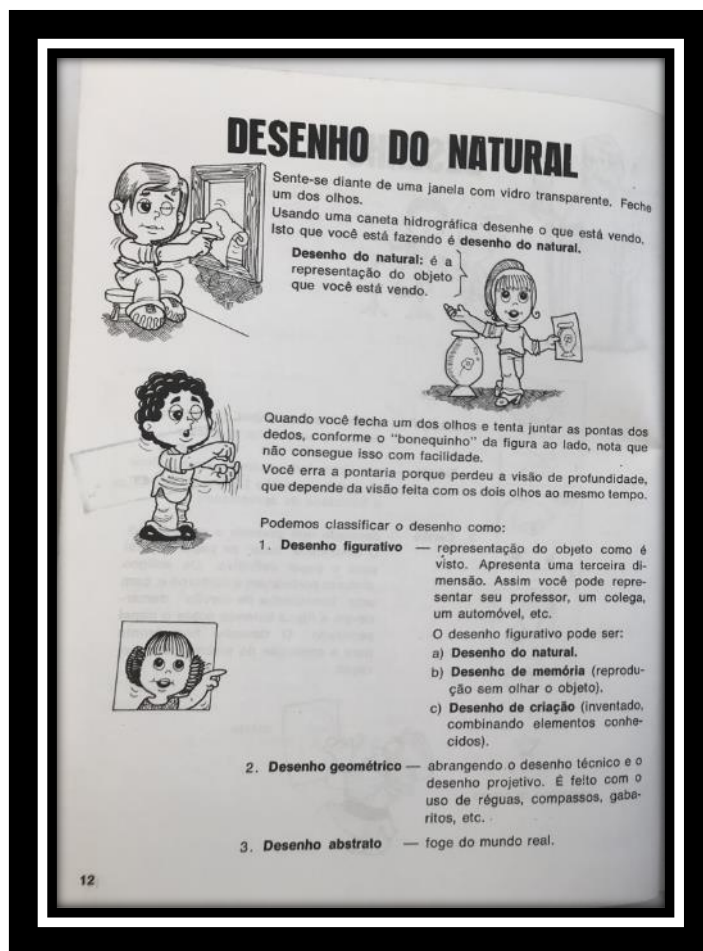 DESENHO DO NATURAL
Sente-se diante de uma janela com vidro transparente. Feche
um dos olhos.
Usando uma caneta hidrográfica desenhe o que está vendo.
Isto que você está fazendo é desenho do natural.
Desenho do natural: é a
representação do objeto
que você está vendo.
Quando você fecha um dos olhos e tenta juntar as pontas dos
dedos, conforme o "bonequinho" da figura ao lado, nota que
não consegue isso com facilidade.
Você erra a pontaria porque perdeu a visão de profundidade,
que depende da visão feita com os dois olhos ao mesmo tempo.
Podemos classificar o desenho como:
1. Desenho figurativo — representação do objeto como é
visto. Apresenta uma terceira di-
mensão. Assim você pode repre-
sentar seu professor, um colega,
um automóvel, etc.
O desenho figurativo pode ser:
a) Desenho do natural.
b) Desenho de memória (reprodu-
ção sem olhar o objeto).
c) Desenho de criação (inventado,
combinando elementos conhe-
cidos).
2. Desenho geométrico — abrangendo o desenho técnico e o
desenho projetivo. É feito com o
uso de réguas, compassos, gaba-
ritos, etc.
3. Desenho abstrato — foge do mundo real.
12